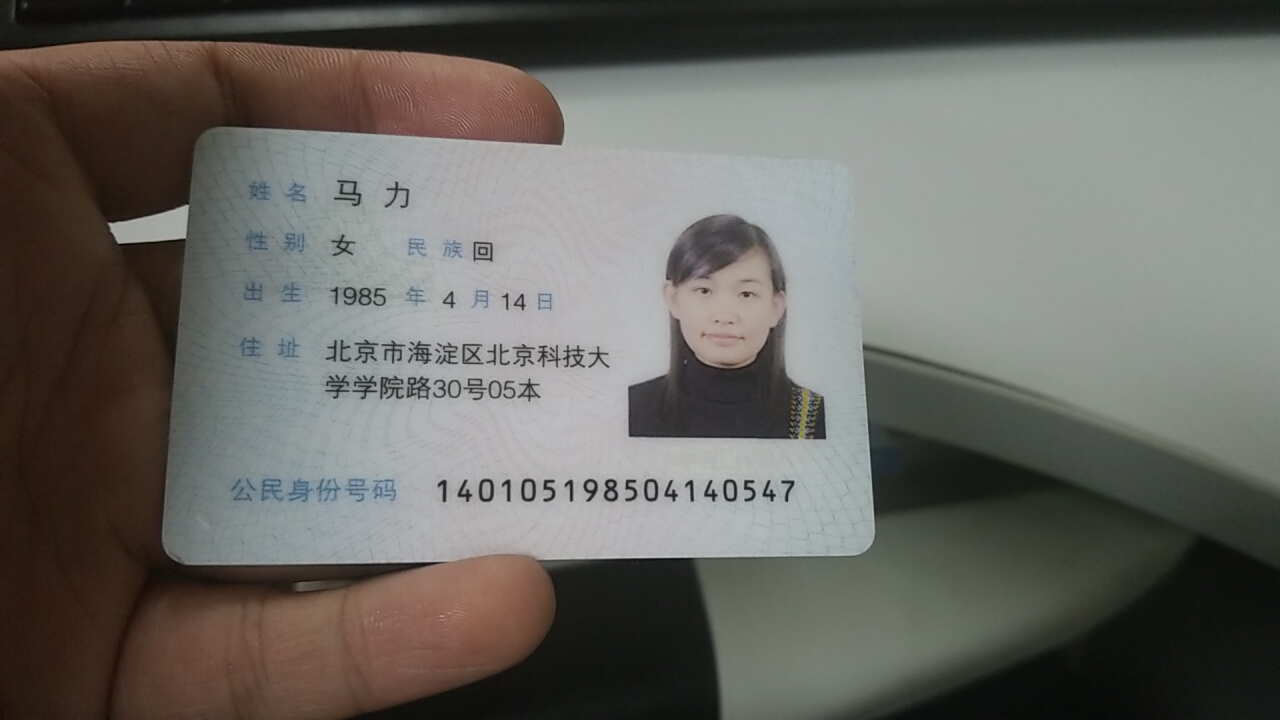 姓名 马力
性别 女 民族 回
出生 1985 年 4 月 14 日
住址 北京市海淀区北京科技大
学学院路30号05本
公民身份号码 140105198504140547